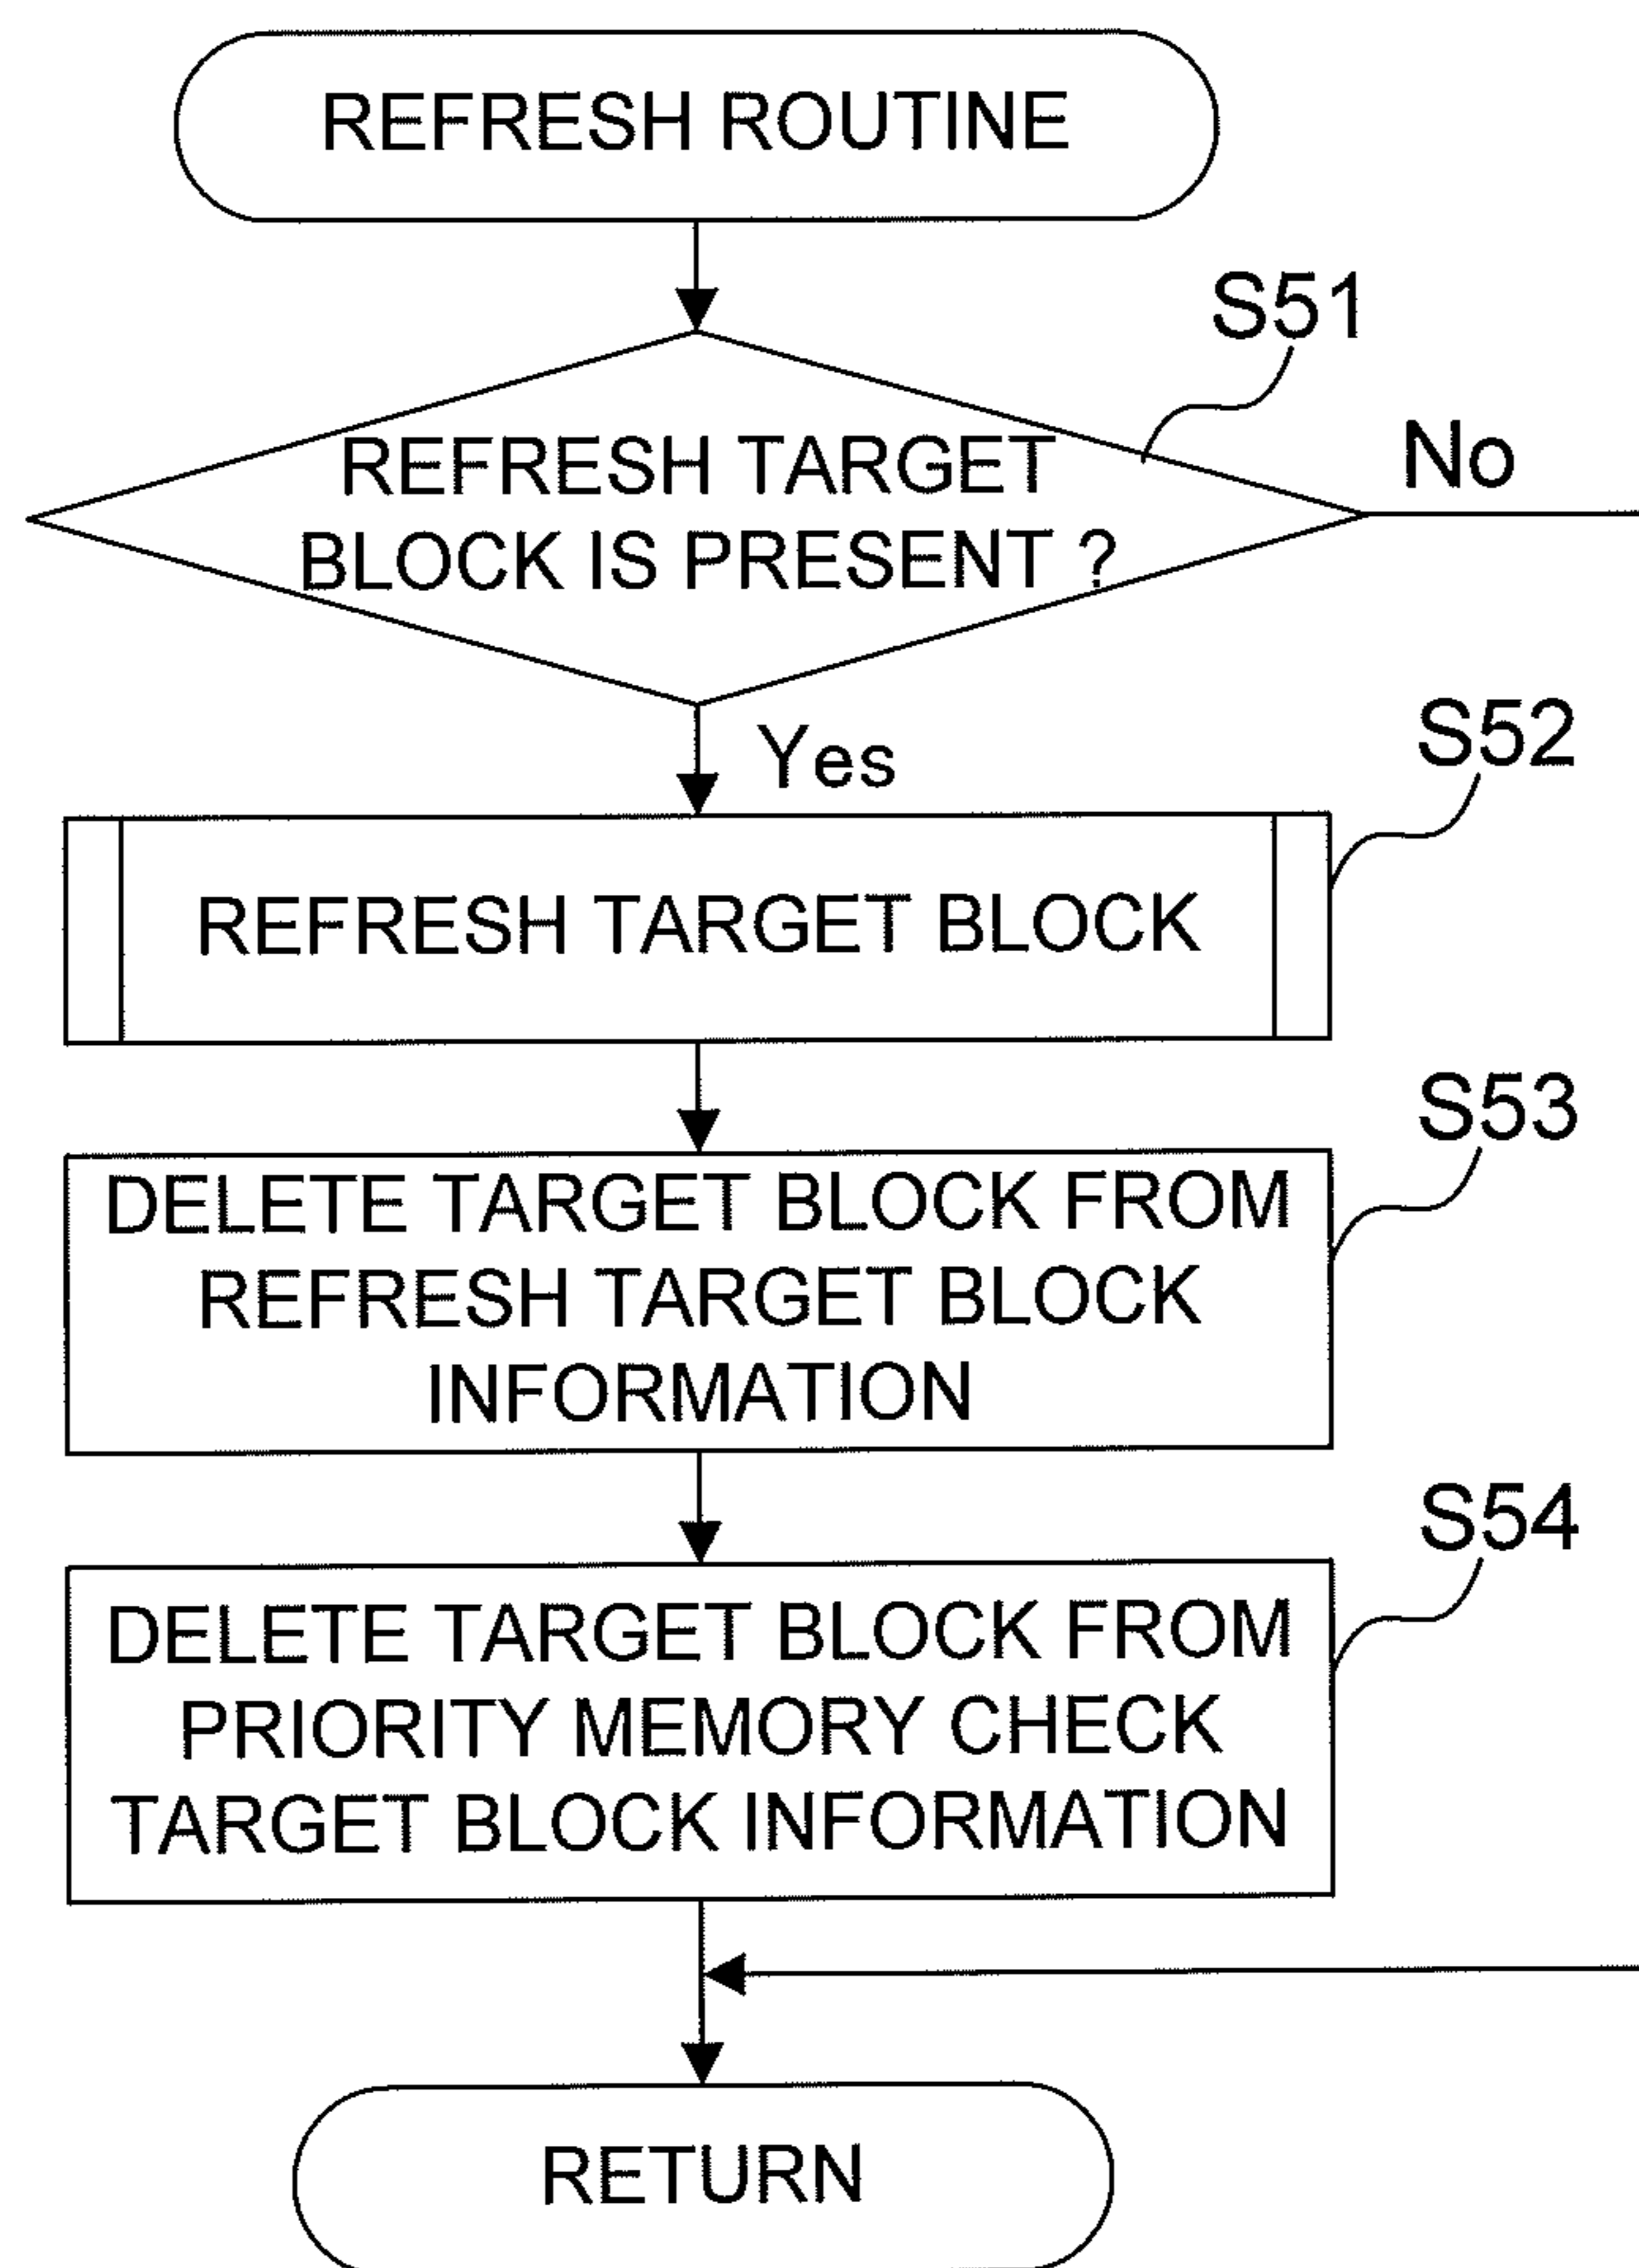 REFRESH ROUTINE
S51
REFRESH TARGET
BLOCK IS PRESENT ?
No
Yes
S52
REFRESH TARGET BLOCK
S53
DELETE TARGET BLOCK FROM
REFRESH TARGET BLOCK
INFORMATION
S54
DELETE TARGET BLOCK FROM
PRIORITY MEMORY CHECK
TARGET BLOCK INFORMATION
RETURN